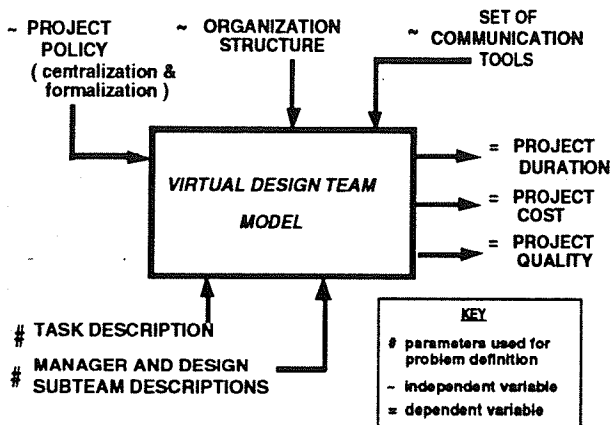 ~ PROJECT
POLICY
( centralization &
formalization )
~ ORGANIZATION
STRUCTURE
~ SET OF
COMMUNICATION
TOOLS
VIRTUAL DESIGN TEAM
MODEL
= PROJECT
DURATION
= PROJECT
COST
= PROJECT
QUALITY
# TASK DESCRIPTION
# MANAGER AND DESIGN
SUBTEAM DESCRIPTIONS
KEY
# parameters used for
problem definition
~ independent variable
= dependent variable